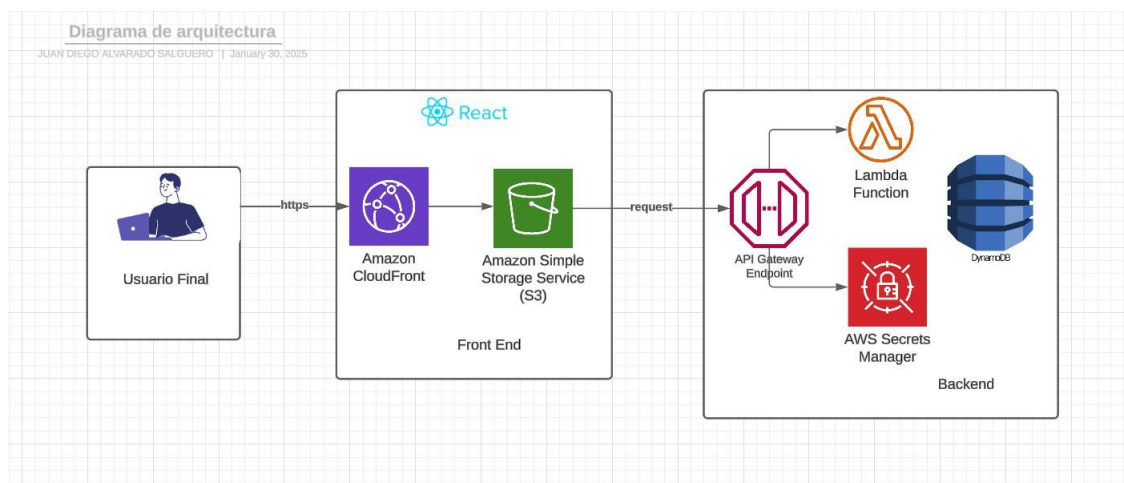 Diagrama de arquitectura
JUAN DIEGO ALVARADO SALGUERO | January 30, 2025
React
https
request
Usuario Final
Amazon
CloudFront
Amazon Simple
Storage Service
(S3)
Front End
API Gateway
Endpoint
Lambda
Function
DynamoDB
AWS Secrets
Manager
Backend